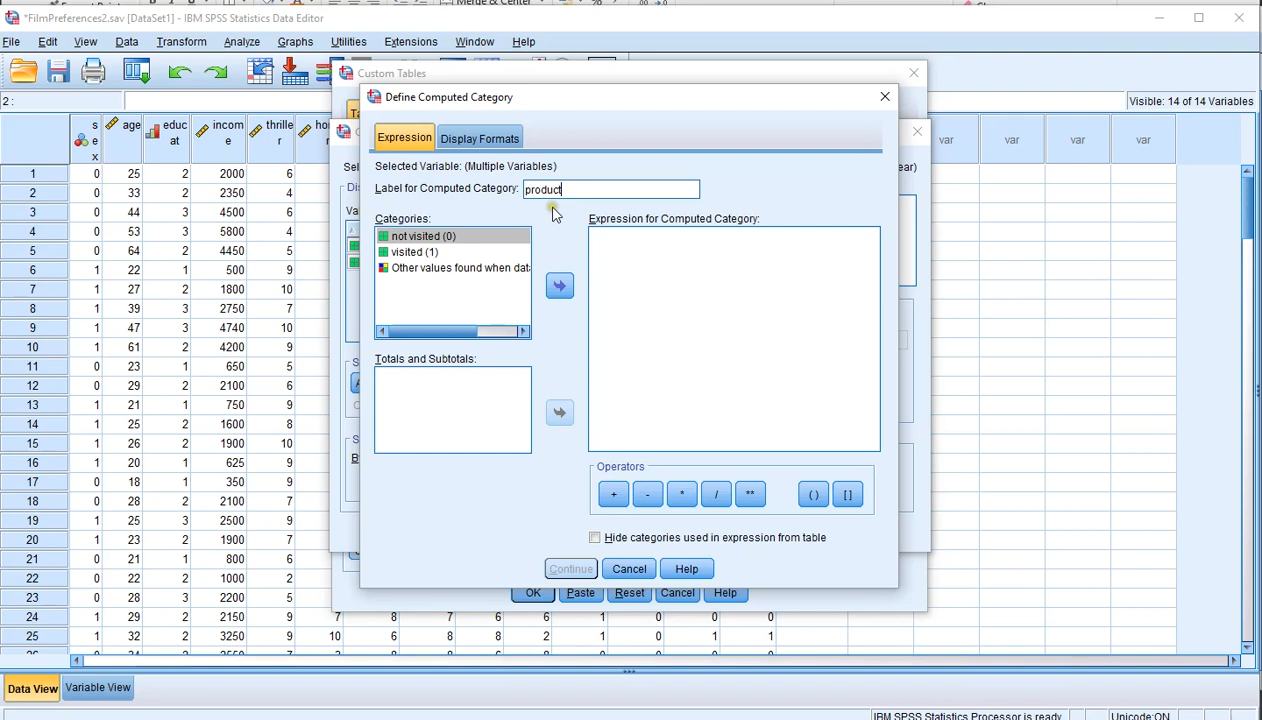 *FilmPreferences2.sav [DataSet1] - IBM SPSS Statistics Data Editor
File Edit View Data Transform Analyze Graphs Utilities Extensions Window Help
Custom Tables
Define Computed Category
2 :
Visible: 14 of 14 Variables
Expression Display Formats
Selected Variable: (Multiple Variables)
Label for Computed Category: product
Categories:
not visited (0)
visited (1)
Other values found when dat
Totals and Subtotals:
Expression for Computed Category:
Operators
+ - * / ** ( ) [ ]
Hide categories used in expression from table
Continue Cancel Help
OK Paste Reset Cancel Help
sex age educat income thriller
var var var var
1 0 25 2 2000 6
2 0 33 2 2350 4
3 0 44 3 4500 6
4 0 53 3 5800 4
5 0 64 2 4450 5
6 1 22 1 500 9
7 1 27 2 1800 10
8 1 39 3 2750 7
9 1 47 3 4740 10
10 1 61 2 4200 9
11 0 23 1 650 5
12 0 29 2 2100 6
13 1 21 1 750 9
14 1 25 2 1600 8
15 1 26 2 1900 10
16 1 20 1 625 9
17 0 18 1 350 9
18 0 28 2 2100 7
19 1 25 3 2500 9
20 1 23 2 1900 7
21 0 21 1 800 6
22 0 22 2 1000 2
23 0 28 3 2200 5
24 1 29 2 2150 9 7 8 7 6 6 1 0 0 0
25 1 32 2 3250 9 10 6 8 8 2 1 0 1 1
Data View Variable View
IBM SPSS Statistics Processor is ready Unicode:ON